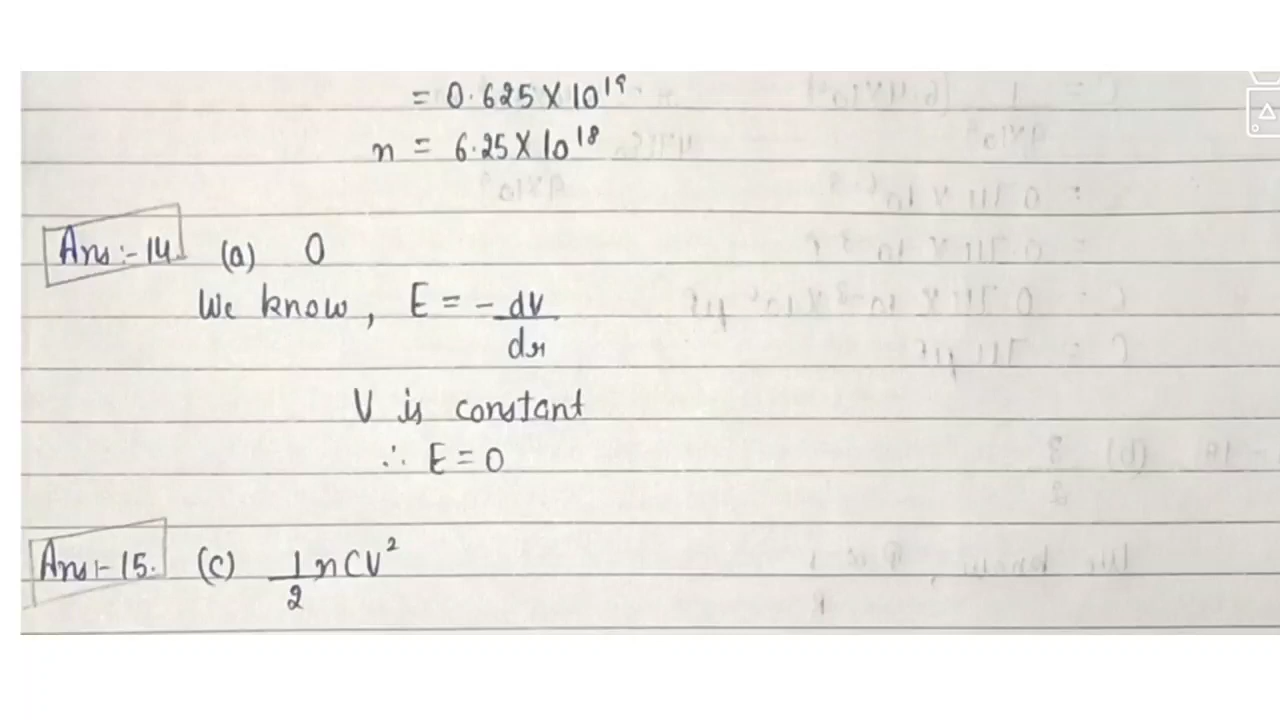 = 0.625 X 10¹⁹
n = 6.25 X 10¹⁸
Ans:- 14 (a) 0
We know, E = - dV/dr
V is constant
∴ E = 0
Ans:- 15. (c) 1/2 nCV²